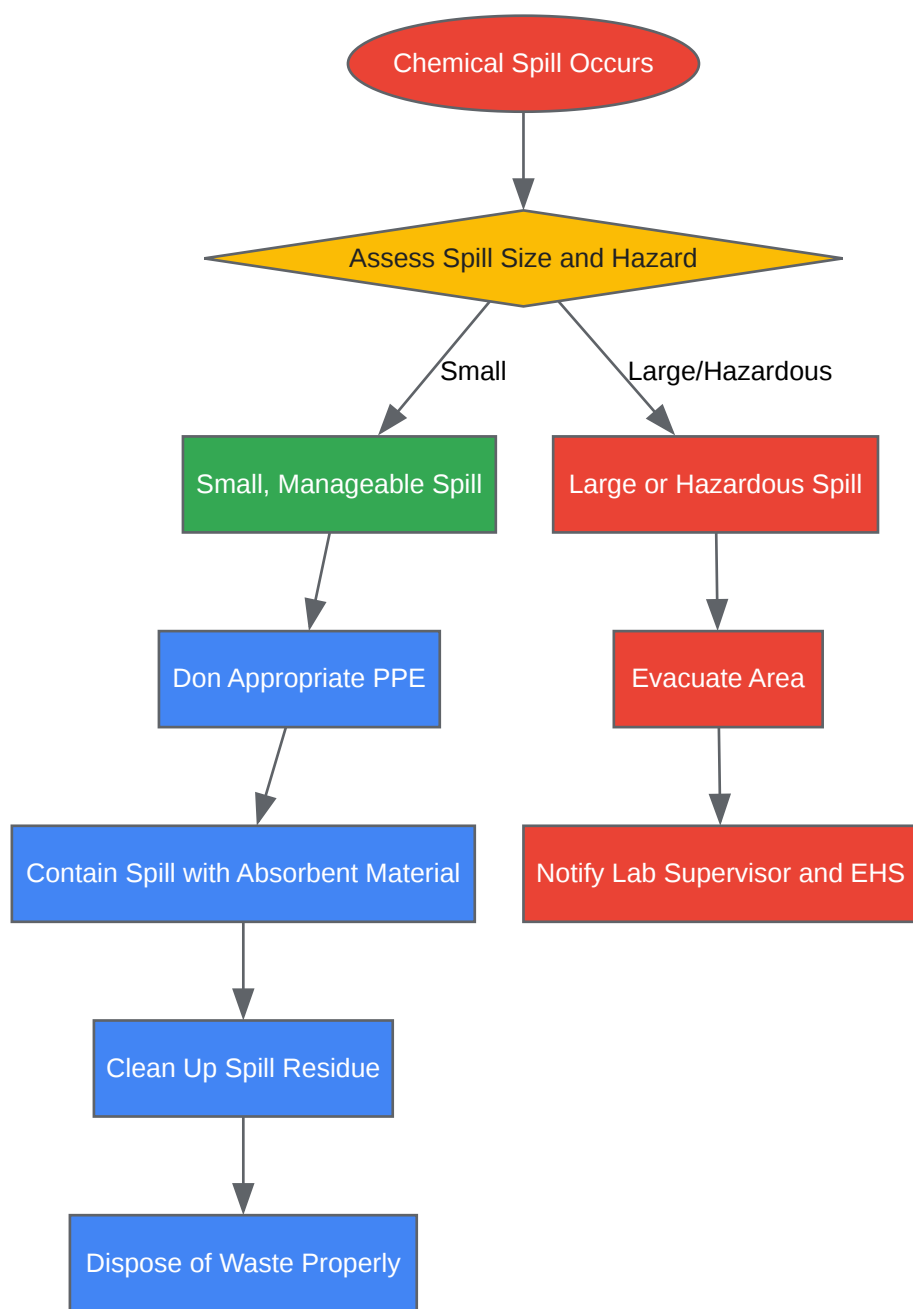 Chemical Spill Occurs
Assess Spill Size and Hazard
Small
Large/Hazardous
Small, Manageable Spill
Large or Hazardous Spill
Don Appropriate PPE
Evacuate Area
Contain Spill with Absorbent Material
Notify Lab Supervisor and EHS
Clean Up Spill Residue
Dispose of Waste Properly